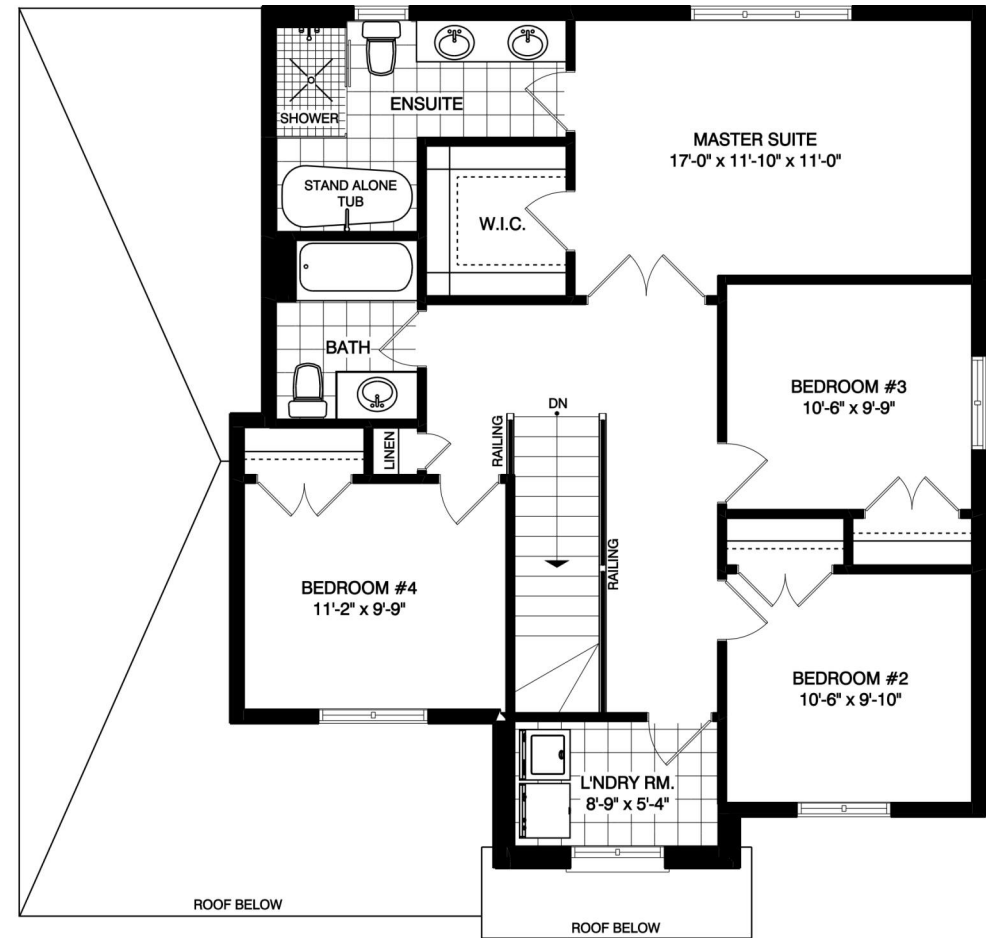 SHOWER
ENSUITE
STAND ALONE
TUB
MASTER SUITE
17'-0" x 11'-10" x 11'-0"
W.I.C.
BATH
BEDROOM #3
10'-6" x 9'-9"
LINEN
RAILING
DN
RAILING
BEDROOM #4
11'-2" x 9'-9"
BEDROOM #2
10'-6" x 9'-10"
L'NDRY RM.
8'-9" x 5'-4"
ROOF BELOW
ROOF BELOW